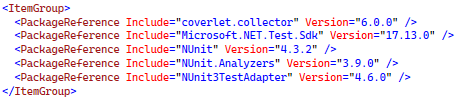 <ItemGroup>
<PackageReference Include="coverlet.collector" Version="6.0.0" />
<PackageReference Include="Microsoft.NET.Test.Sdk" Version="17.13.0" />
<PackageReference Include="NUnit" Version="4.3.2" />
<PackageReference Include="NUnit.Analyzers" Version="3.9.0" />
<PackageReference Include="NUnit3TestAdapter" Version="4.6.0" />
</ItemGroup>